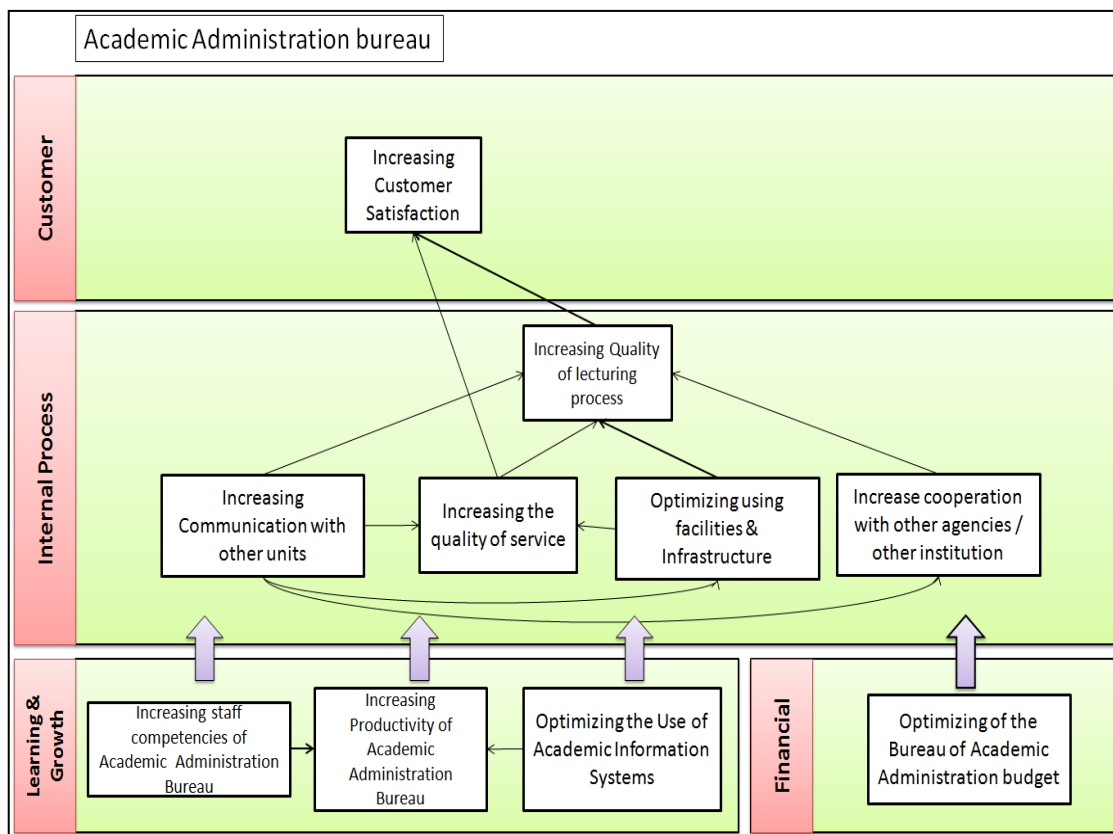 Academic Administration bureau
Customer
Increasing
Customer
Satisfaction
Internal Process
Increasing Quality
of lecturing
process
Increasing
Communication with
other units
Increasing the
quality of service
Optimizing using
facilities &
Infrastructure
Increase cooperation
with other agencies /
other institution
Learning &
Growth
Increasing staff
competencies of
Academic Administration
Bureau
Increasing
Productivity of
Academic
Administration
Bureau
Optimizing the Use of
Academic Information
Systems
Financial
Optimizing of the
Bureau of Academic
Administration budget